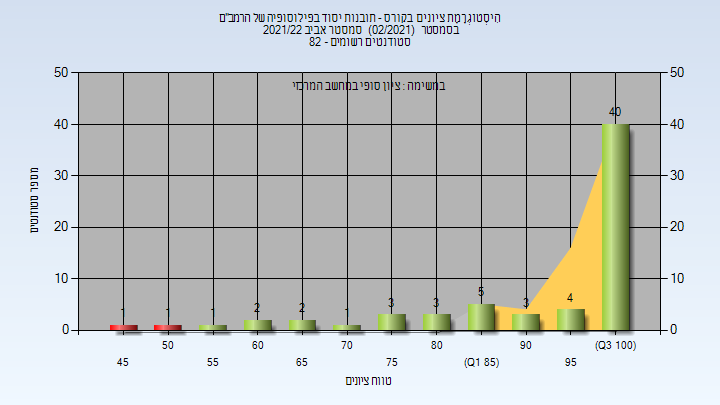 היסטוגרמת ציונים בקורס - תובנות יסוד בפילוסופיה של הרמב"ם
בסמסטר (02/2021) סמסטר אביב 2021/22
סטודנטים רשומים - 82
במשימה : ציון סופי במחשב המרכזי
50 50
40 40
30 30
20 20
10 10
0 0
מספר סטודנטים
1 1 1 2 2 1 3 3 5 3 4 40
50 60 70 80 90 (Q3 100)
45 55 65 75 (Q1 85) 95
טווח ציונים